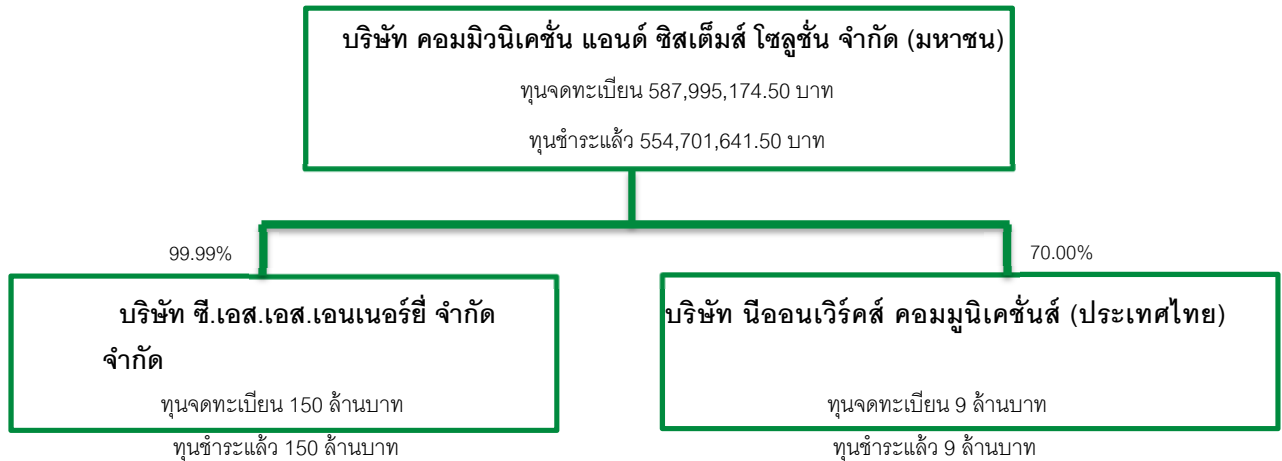 บริษัท คอมมิวนิเคชั่น แอนด์ ซิสเต็มส์ โซลูชั่น จำกัด (มหาชน)
ทุนจดทะเบียน 587,995,174.50 บาท
ทุนชำระแล้ว 554,701,641.50 บาท
99.99%
บริษัท ซี.เอส.เอส.เอนเนอร์ยี่ จำกัด
จำกัด
ทุนจดทะเบียน 150 ล้านบาท
ทุนชำระแล้ว 150 ล้านบาท
70.00%
บริษัท นีออนเวิร์คส์ คอมมูนิเคชั่นส์ (ประเทศไทย)
ทุนจดทะเบียน 9 ล้านบาท
ทุนชำระแล้ว 9 ล้านบาท